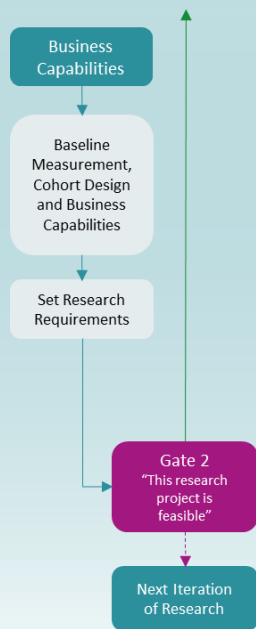 Business
Capabilities
Baseline
Measurement,
Cohort Design
and Business
Capabilities
Set Research
Requirements
Gate 2
“This research
project is
feasible”
Next Iteration
of Research